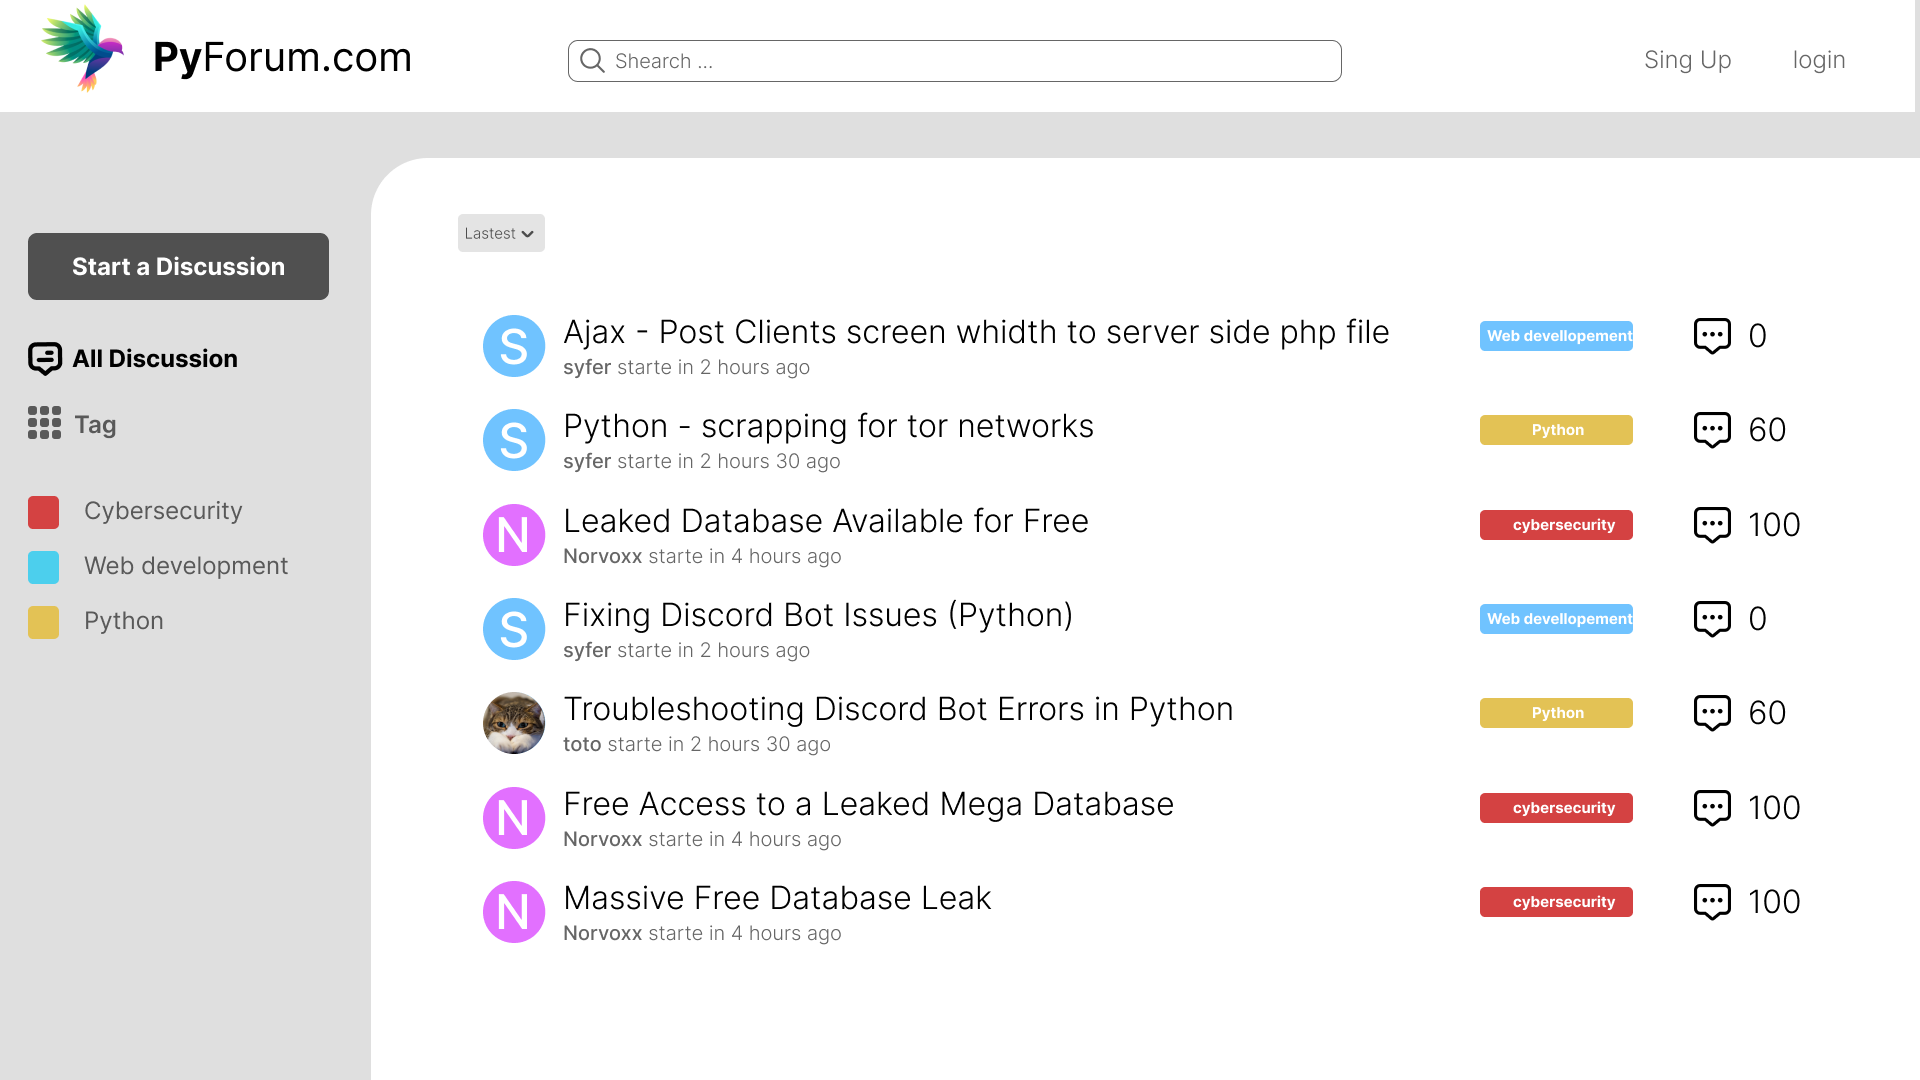 PyForum.com
Shearch ...
Sing Up
login
Start a Discussion
All Discussion
Tag
Cybersecurity
Web development
Python
Lastest
S
Ajax - Post Clients screen whidth to server side php file
syfer starte in 2 hours ago
Web devellopement
0
S
Python - scrapping for tor networks
syfer starte in 2 hours 30 ago
Python
60
N
Leaked Database Available for Free
Norvoxx starte in 4 hours ago
cybersecurity
100
S
Fixing Discord Bot Issues (Python)
syfer starte in 2 hours ago
Web devellopement
0
Troubleshooting Discord Bot Errors in Python
toto starte in 2 hours 30 ago
Python
60
N
Free Access to a Leaked Mega Database
Norvoxx starte in 4 hours ago
cybersecurity
100
N
Massive Free Database Leak
Norvoxx starte in 4 hours ago
cybersecurity
100